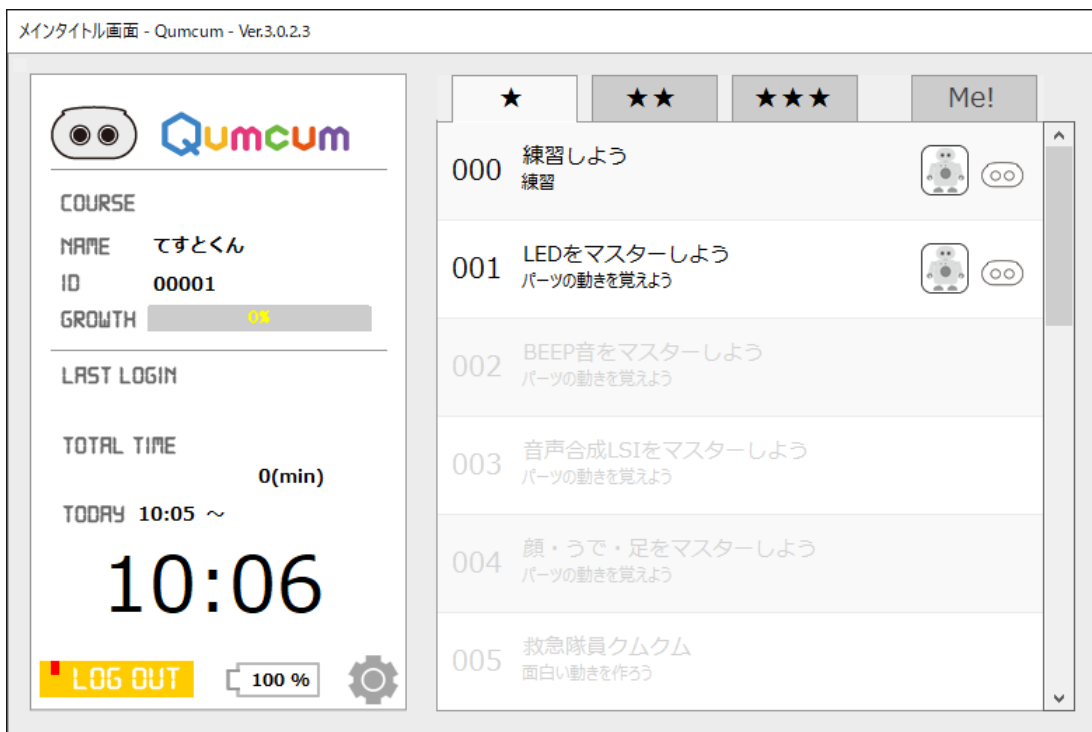 メインタイトル画面 - Qumcum - Ver.3.0.2.3
Qumcum
COURSE
NAME てすとくん
ID 00001
GROWTH 0%
LAST LOGIN
TOTAL TIME
0(min)
TODAY 10:05 ～
10:06
LOG OUT
100 %
★ ★★ ★★★ Me!
000 練習しよう
練習
001 LEDをマスターしよう
パーツの動きを覚えよう
002 BEEP音をマスターしよう
パーツの動きを覚えよう
003 音声合成LSIをマスターしよう
パーツの動きを覚えよう
004 顔・うで・足をマスターしよう
パーツの動きを覚えよう
005 救急隊員クムクム
面白い動きを作ろう